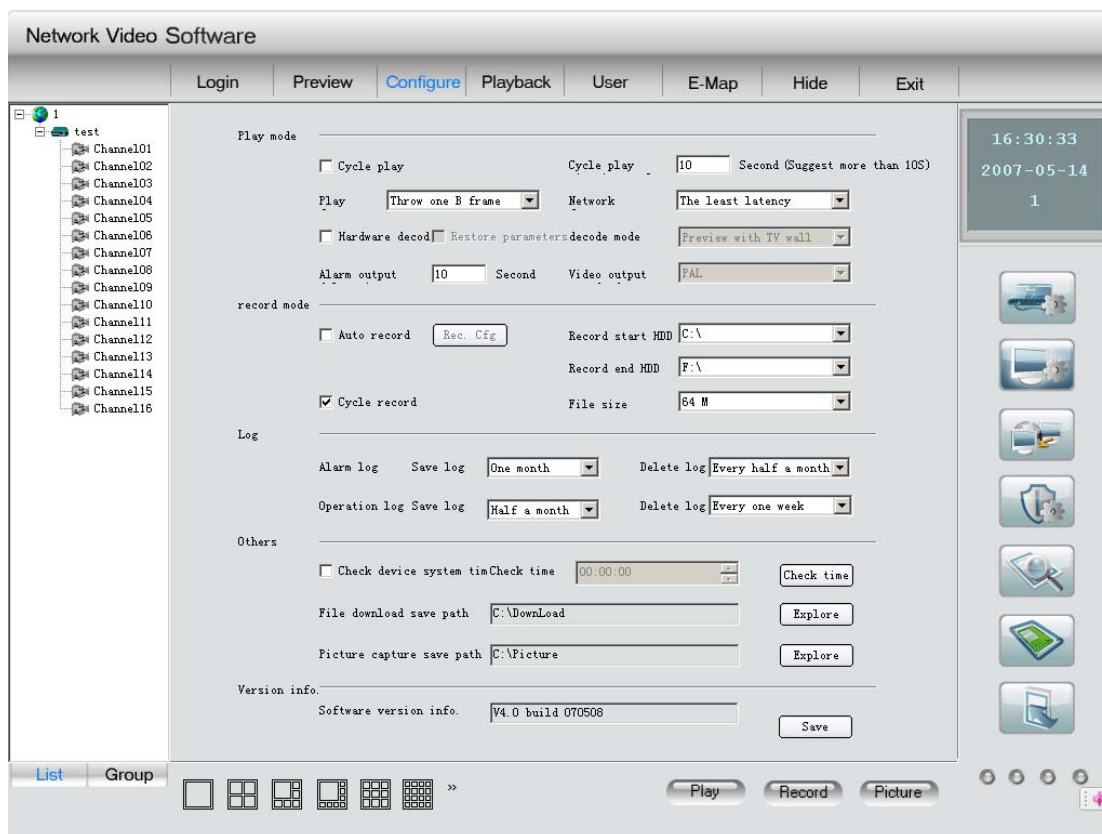 Network Video Software
Login Preview Configure Playback User E-Map Hide Exit
1
test
Channel01
Channel02
Channel03
Channel04
Channel05
Channel06
Channel07
Channel08
Channel09
Channel10
Channel11
Channel12
Channel13
Channel14
Channel15
Channel16
List Group
Play mode
Cycle play Cycle play 10 Second (Suggest more than 10S)
Play Throw one B frame Network The least latency
Hardware decod Restore parameters decode mode Preview with TV wall
Alarm output 10 Second Video output PAL
record mode
Auto record Rec. Cfg Record start HDD C:\
Record end HDD F:\
Cycle record File size 64 M
Log
Alarm log Save log One month Delete log Every half a month
Operation log Save log Half a month Delete log Every one week
Others
Check device system tim Check time 00:00:00 Check time
File download save path C:\DownLoad Explore
Picture capture save path C:\Picture Explore
Version info.
Software version info. V4.0 build 070508
Save
» Play Record Picture
16:30:33
2007-05-14
1